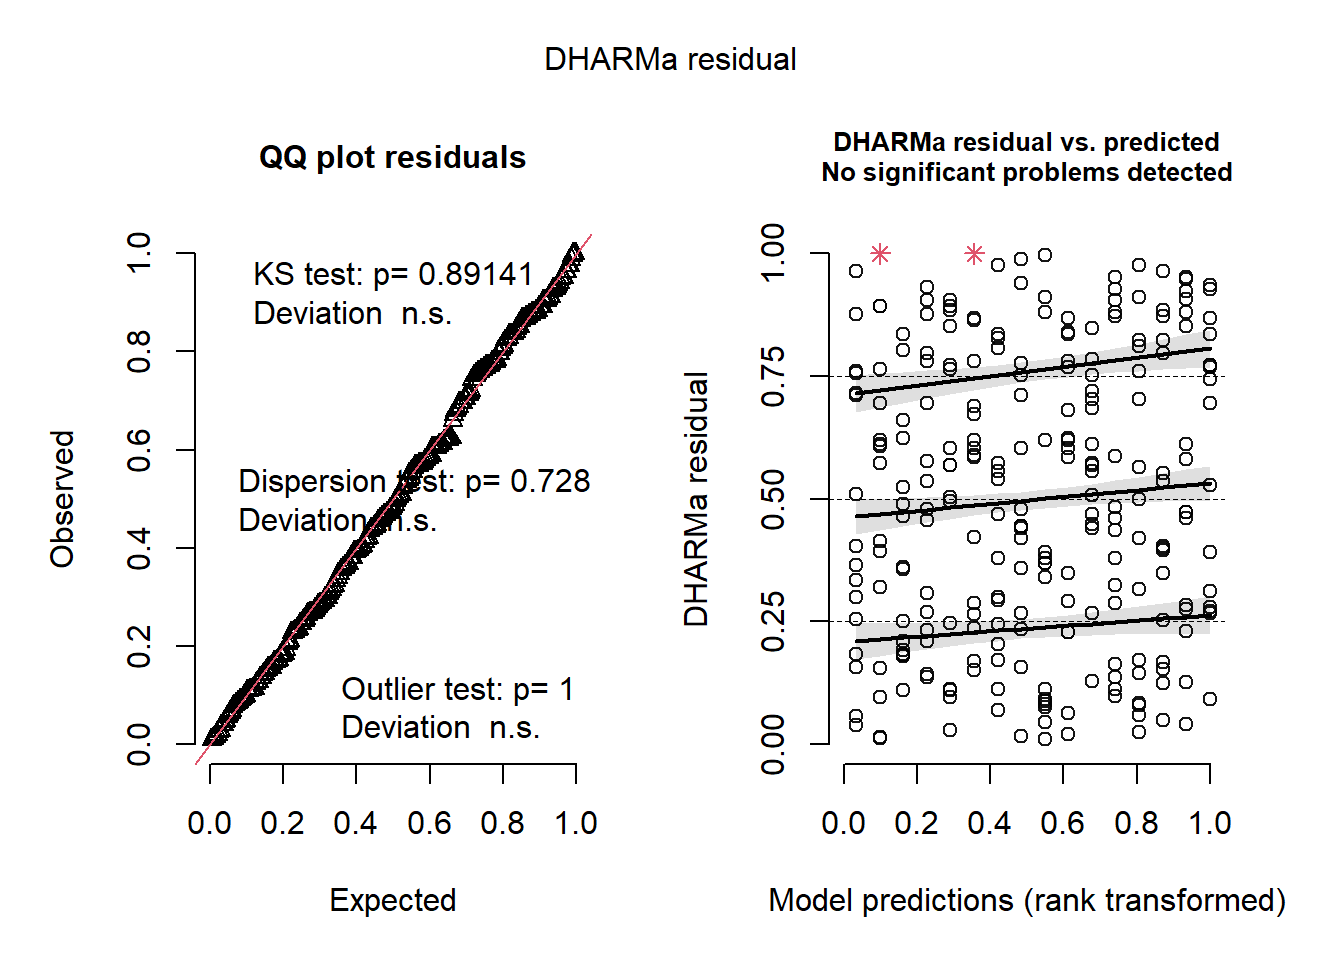 DHARMa residual
QQ plot residuals
KS test: p= 0.89141
Deviation  n.s.
Dispersion test: p= 0.728
Deviation  n.s.
Outlier test: p= 1
Deviation  n.s.
Observed
0.0 0.2 0.4 0.6 0.8 1.0
0.0 0.2 0.4 0.6 0.8 1.0
Expected
DHARMa residual vs. predicted
No significant problems detected
DHARMa residual
0.00 0.25 0.50 0.75 1.00
0.0 0.2 0.4 0.6 0.8 1.0
Model predictions (rank transformed)